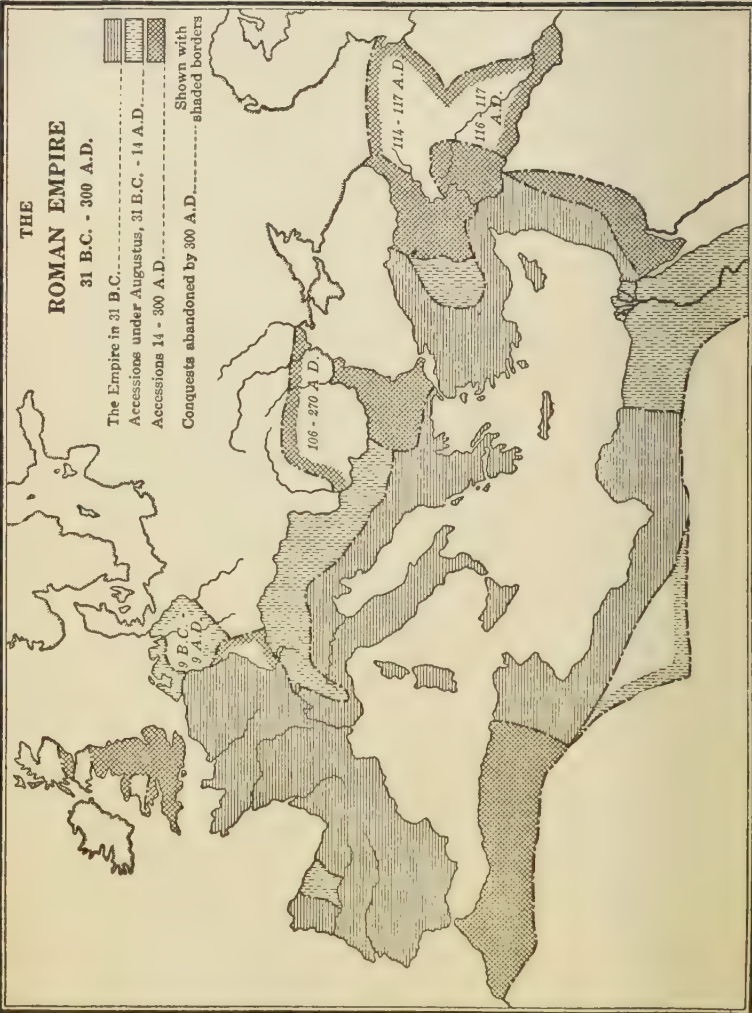 THE
ROMAN EMPIRE
31 B.C. - 300 A.D.
The Empire in 31 B.C.
Accessions under Augustus, 31 B.C. - 14 A.D.
Accessions 14 - 300 A.D.
Conquests abandoned by 300 A.D. Shown with
shaded borders
9 B.C. -
9 A.D.
106 - 270 A.D.
114 - 117 A.D.
116 - 117
A.D.